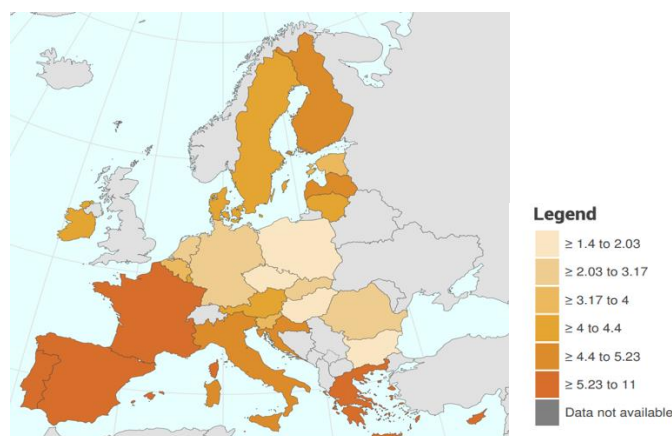 Legend
≥ 1.4 to 2.03
≥ 2.03 to 3.17
≥ 3.17 to 4
≥ 4 to 4.4
≥ 4.4 to 5.23
≥ 5.23 to 11
Data not available